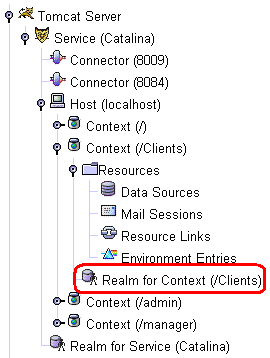 Tomcat Server
Service (Catalina)
Connector (8009)
Connector (8084)
Host (localhost)
Context (/)
Context (/Clients)
Resources
Data Sources
Mail Sessions
Resource Links
Environment Entries
Realm for Context (/Clients)
Context (/admin)
Context (/manager)
Realm for Service (Catalina)